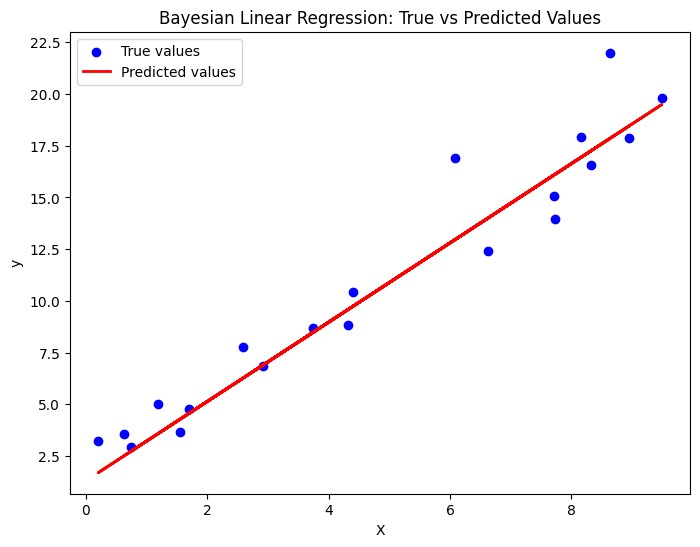 Bayesian Linear Regression: True vs Predicted Values
True values
Predicted values
22.5
20.0
17.5
15.0
12.5
10.0
7.5
5.0
2.5
y
0 2 4 6 8
X